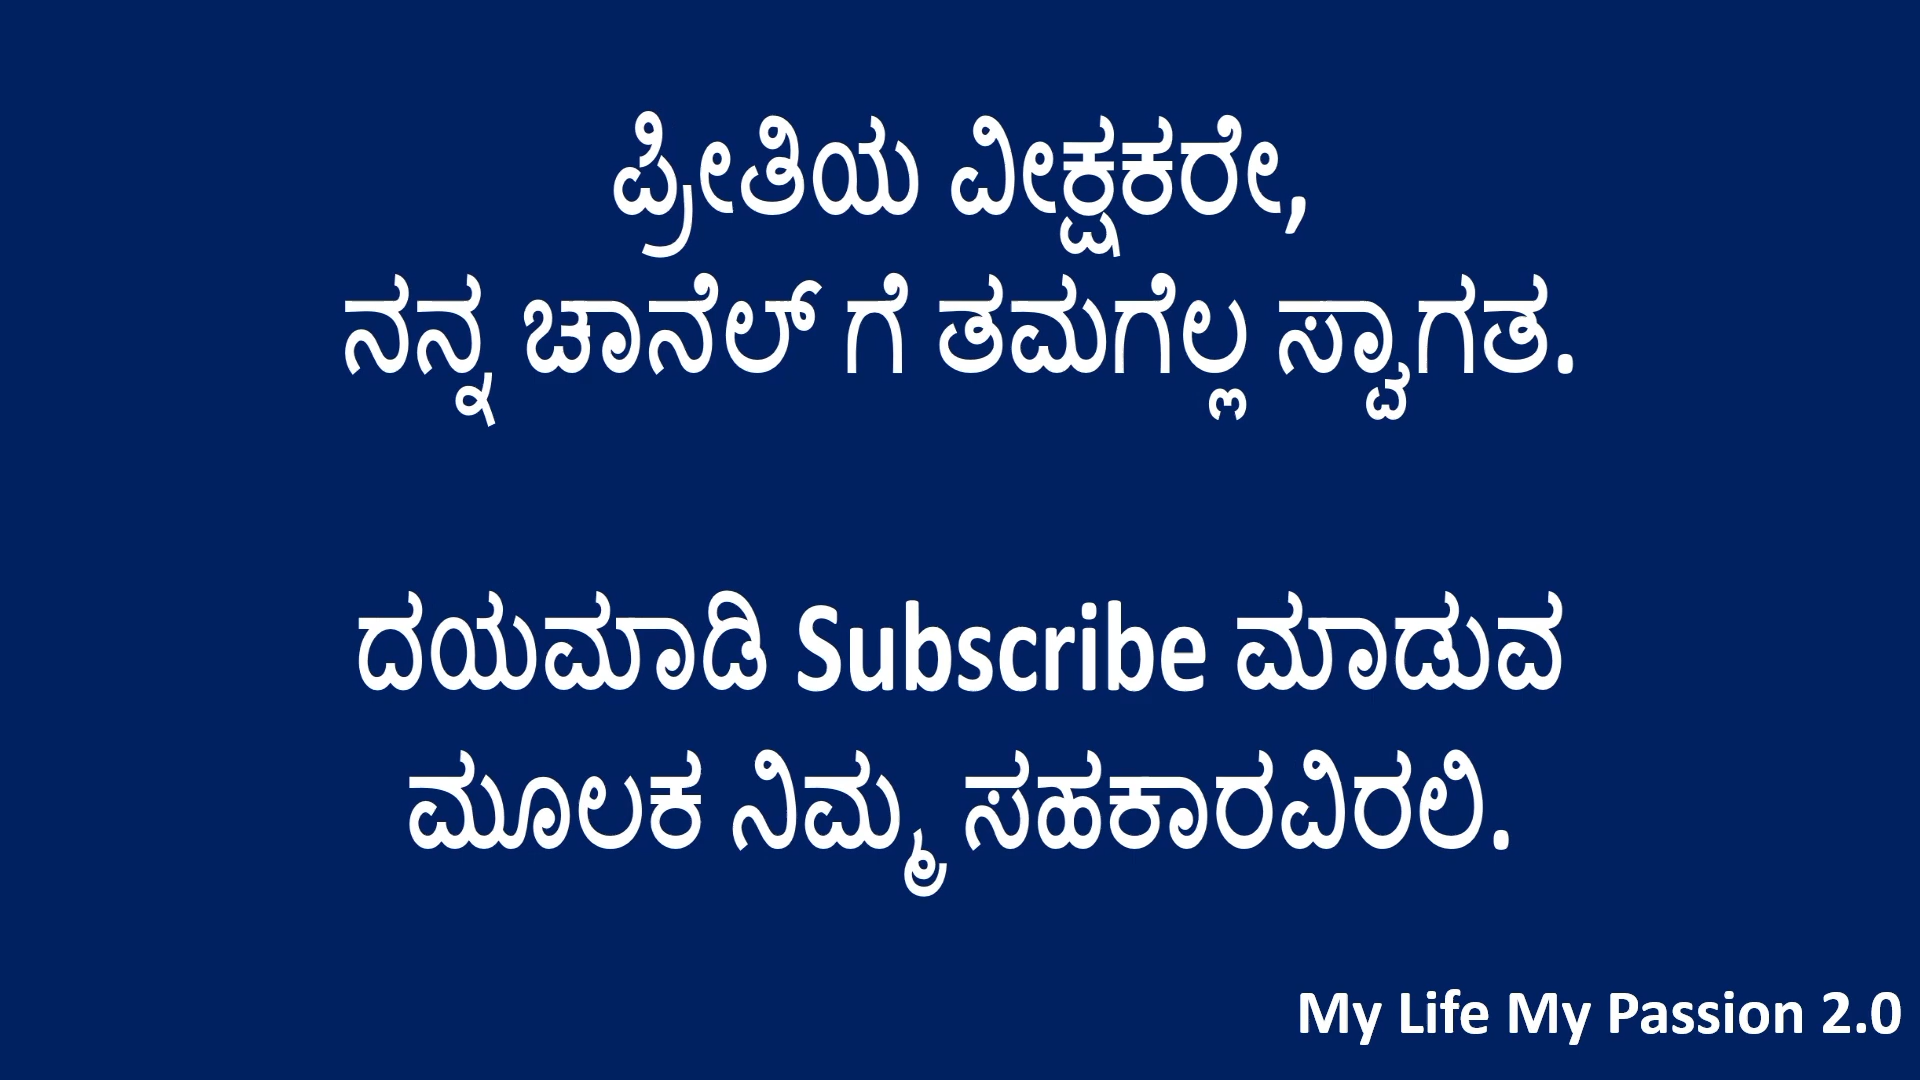 ಪ್ರೀತಿಯ ವೀಕ್ಷಕರೇ,
ನನ್ನ ಚಾನೆಲ್ ಗೆ ತಮಗೆಲ್ಲ ಸ್ವಾಗತ.
ದಯಮಾಡಿ Subscribe ಮಾಡುವ
ಮೂಲಕ ನಿಮ್ಮ ಸಹಕಾರವಿರಲಿ.
My Life My Passion 2.0